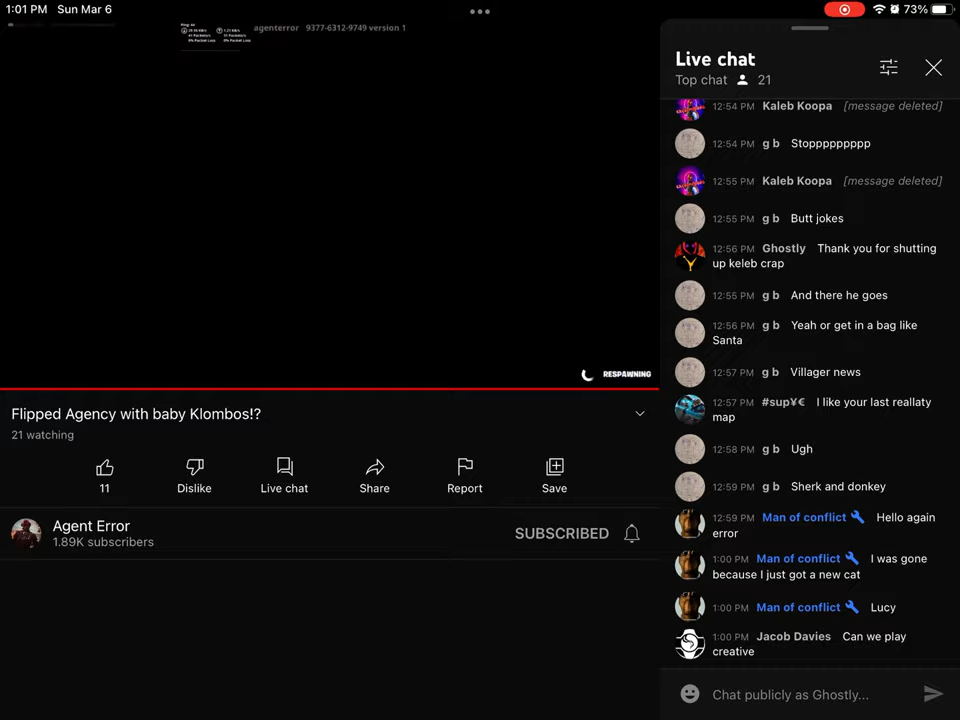 1:01 PM Sun Mar 6
73%
agenterror 9377-6312-9749 version 1
0% Packet Loss 0% Packet Loss
RESPAWNING
Flipped Agency with baby Klombos!?
21 watching
11 Dislike Live chat Share Report Save
Agent Error
1.89K subscribers
SUBSCRIBED
Live chat
Top chat 21
12:54 PM Kaleb Koopa [message deleted]
12:54 PM g b Stopppppppp
12:55 PM Kaleb Koopa [message deleted]
12:55 PM g b Butt jokes
12:56 PM Ghostly Thank you for shutting
up keleb crap
12:55 PM g b And there he goes
12:56 PM g b Yeah or get in a bag like
Santa
12:57 PM g b Villager news
12:57 PM #sup¥€ I like your last reallaty
map
12:58 PM g b Ugh
12:59 PM g b Sherk and donkey
12:59 PM Man of conflict Hello again
error
1:00 PM Man of conflict I was gone
because I just got a new cat
1:00 PM Man of conflict Lucy
1:00 PM Jacob Davies Can we play
creative
Chat publicly as Ghostly...